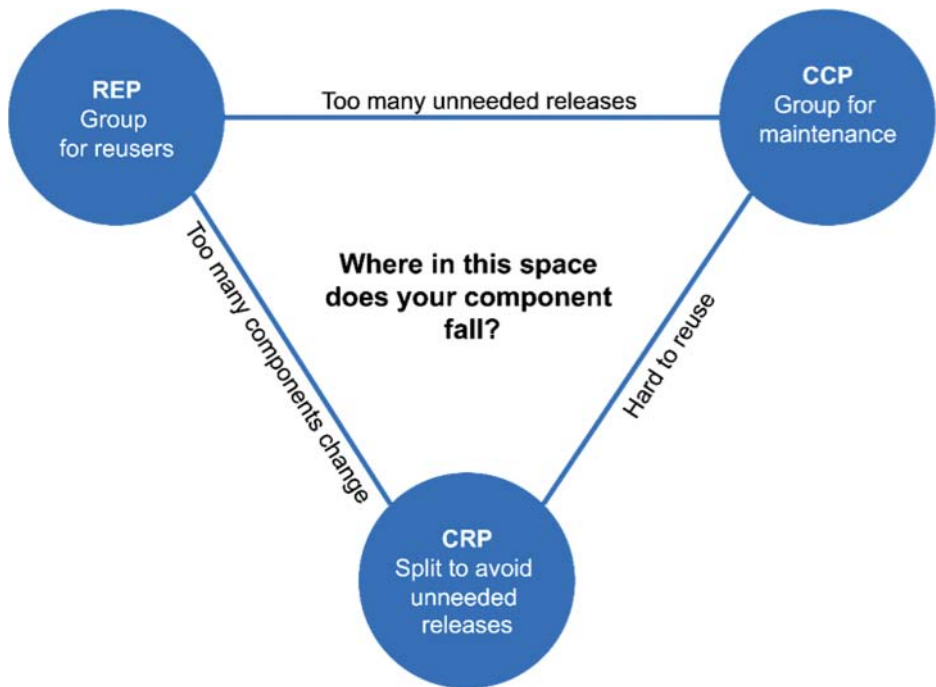 REP
Group
for reusers
Too many unneeded releases
CCP
Group for
maintenance
Too many components change
Where in this space
does your component
fall?
Hard to reuse
CRP
Split to avoid
unneeded
releases